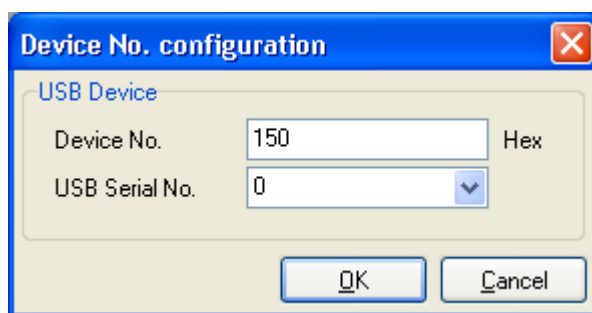 Device No. configuration
USB Device
Device No. 150 Hex
USB Serial No. 0
OK Cancel